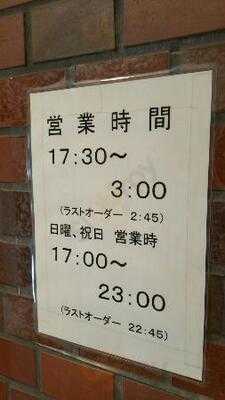 営業時間
17:30～
3:00
(ラストオーダー 2:45)
日曜、祝日 営業時
17:00～
23:00
(ラストオーダー 22:45)